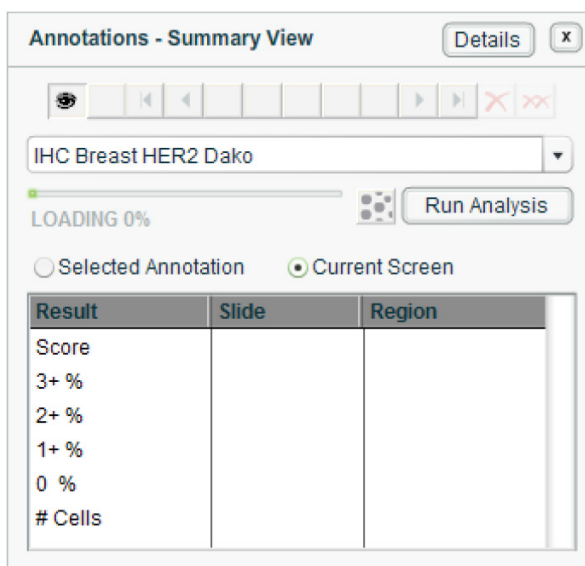 Annotations - Summary View Details x
IHC Breast HER2 Dako
LOADING 0% Run Analysis
Selected Annotation Current Screen
Result Slide Region
Score
3+ %
2+ %
1+ %
0 %
# Cells